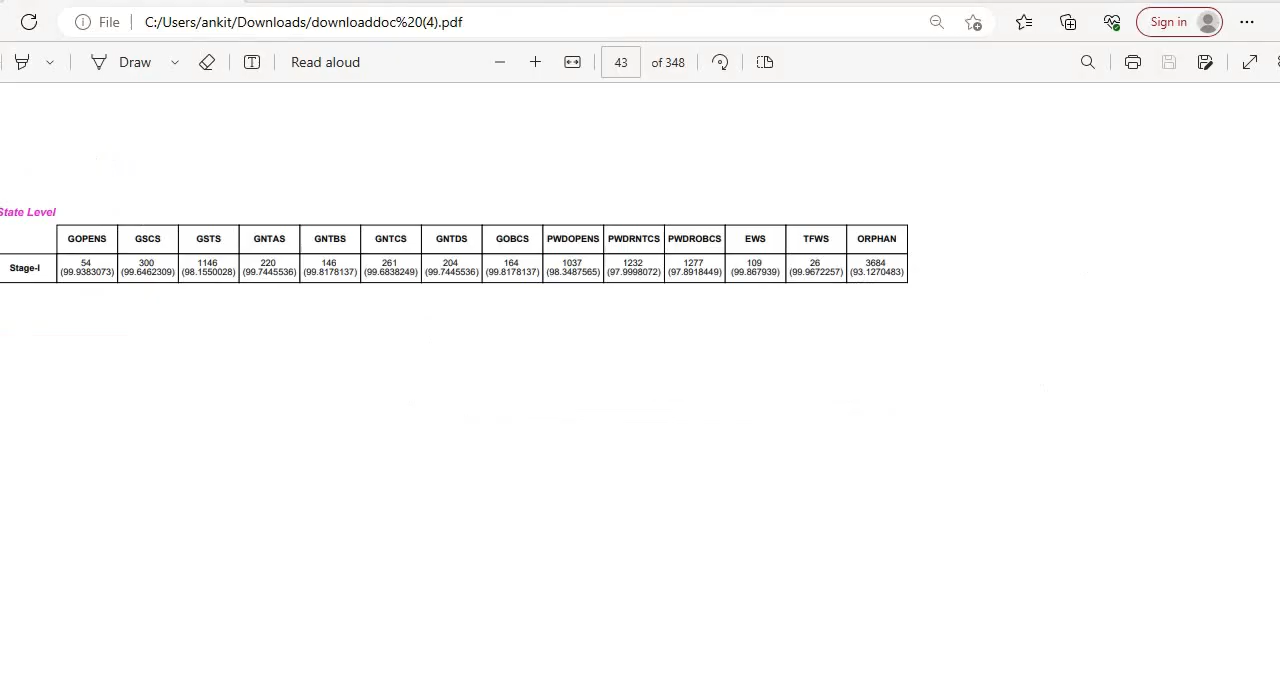 File C:/Users/ankit/Downloads/downloaddoc%20(4).pdf Sign in
Draw Read aloud 43 of 348
State Level
GOPENS GSCS GSTS GNTAS GNTBS GNTCS GNTDS GOBCS PWDOPENS PWDRNTCS PWDROBCS EWS TFWS ORPHAN
Stage-I 54 300 1146 220 146 261 204 164 1037 1232 1277 109 26 3684
(99.9383073) (99.6462309) (98.1550028) (99.7445536) (99.8178137) (99.6838249) (99.7445536) (99.8178137) (98.3487565) (97.9998072) (97.8918449) (99.867939) (99.9672257) (93.1270483)